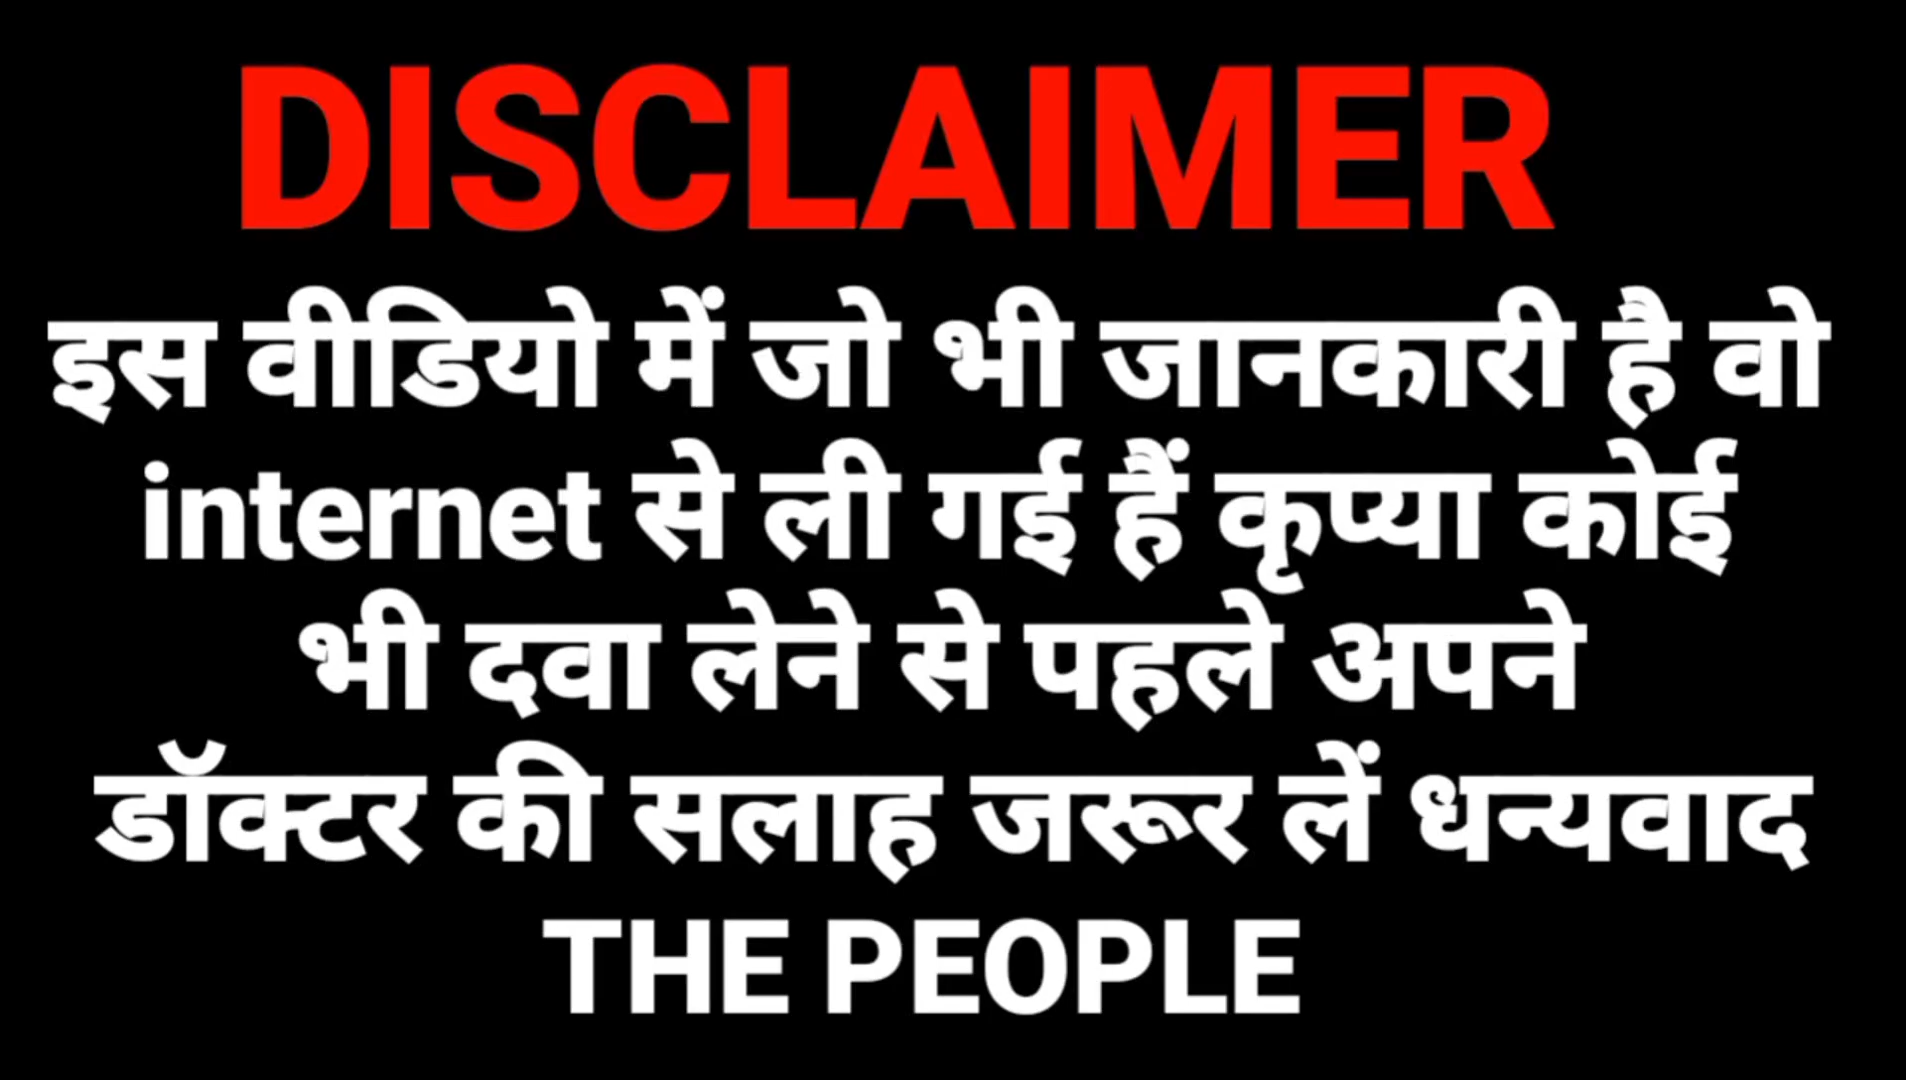 DISCLAIMER
इस वीडियो में जो भी जानकारी है वो
internet से ली गई हैं कृप्या कोई
भी दवा लेने से पहले अपने
डॉक्टर की सलाह जरूर लें धन्यवाद
THE PEOPLE